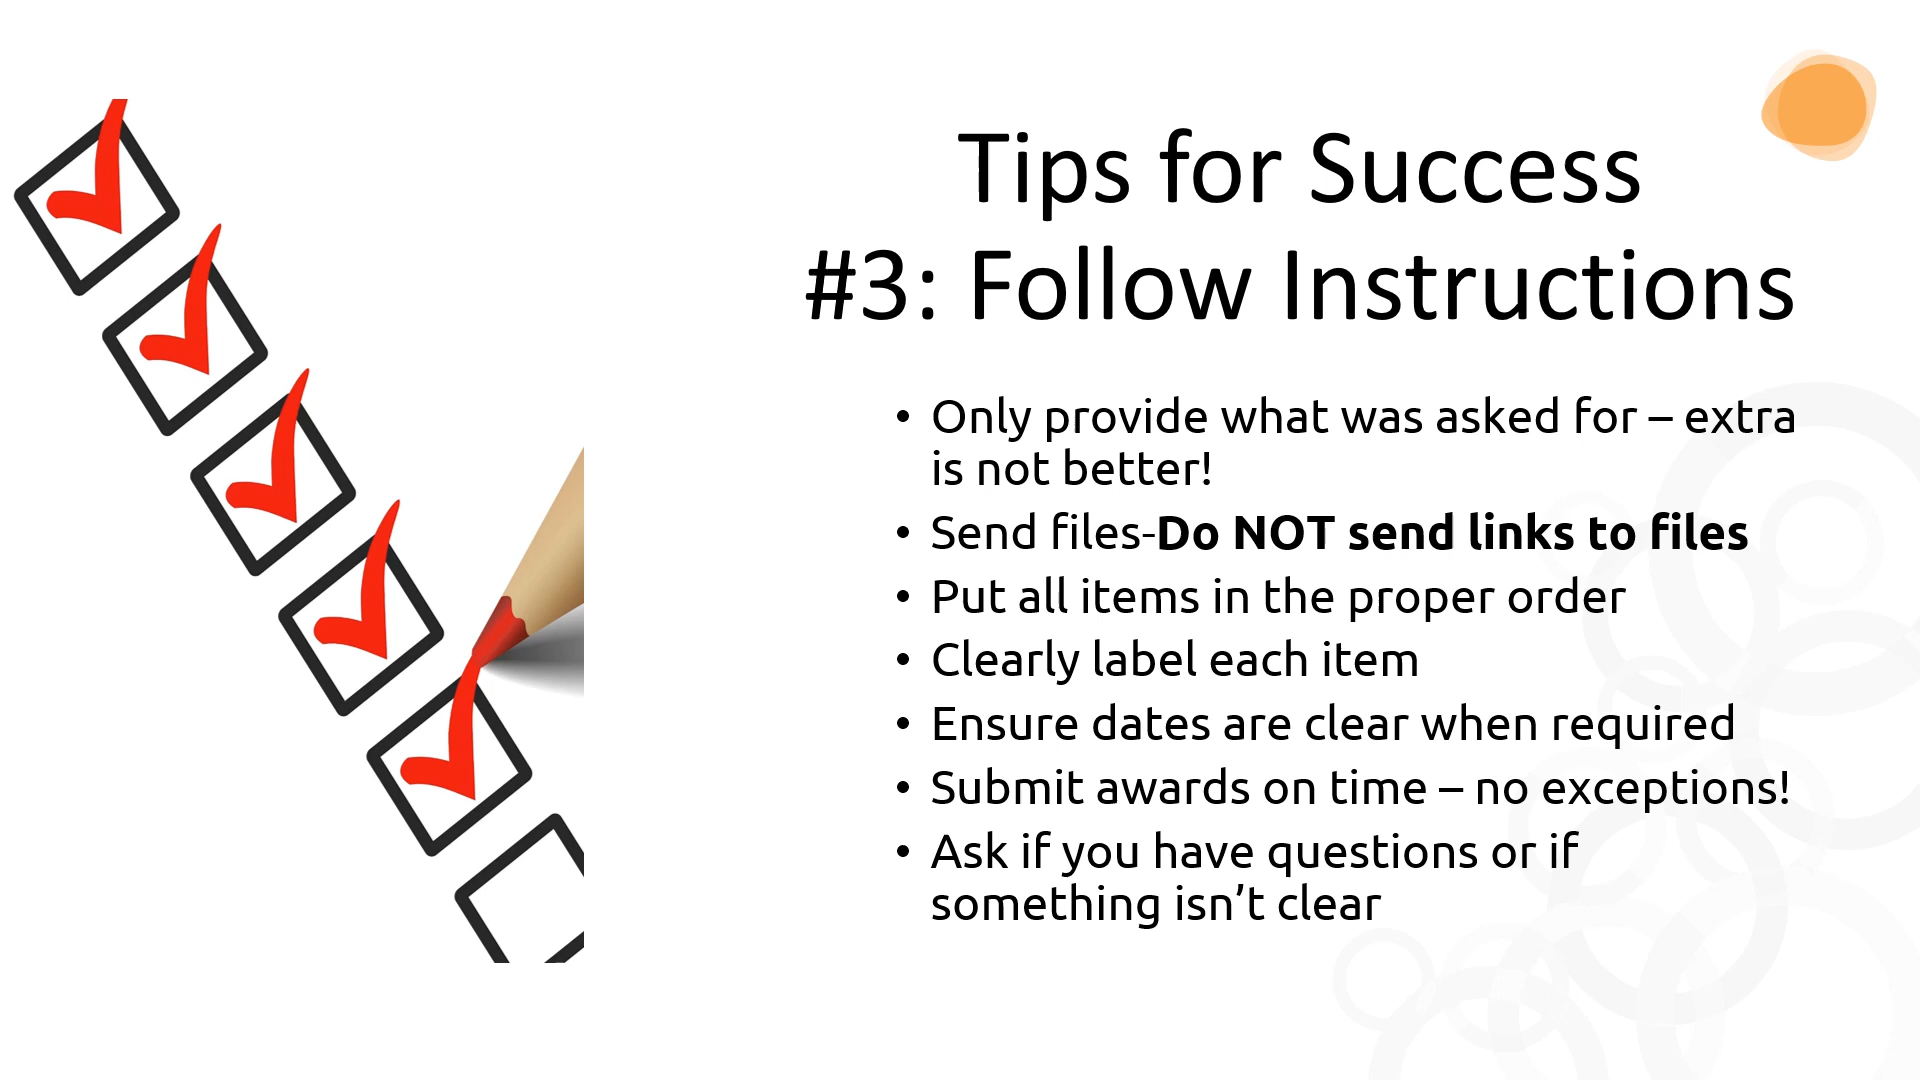 Tips for Success
#3: Follow Instructions
• Only provide what was asked for – extra
is not better!
• Send files-Do NOT send links to files
• Put all items in the proper order
• Clearly label each item
• Ensure dates are clear when required
• Submit awards on time – no exceptions!
• Ask if you have questions or if
something isn’t clear